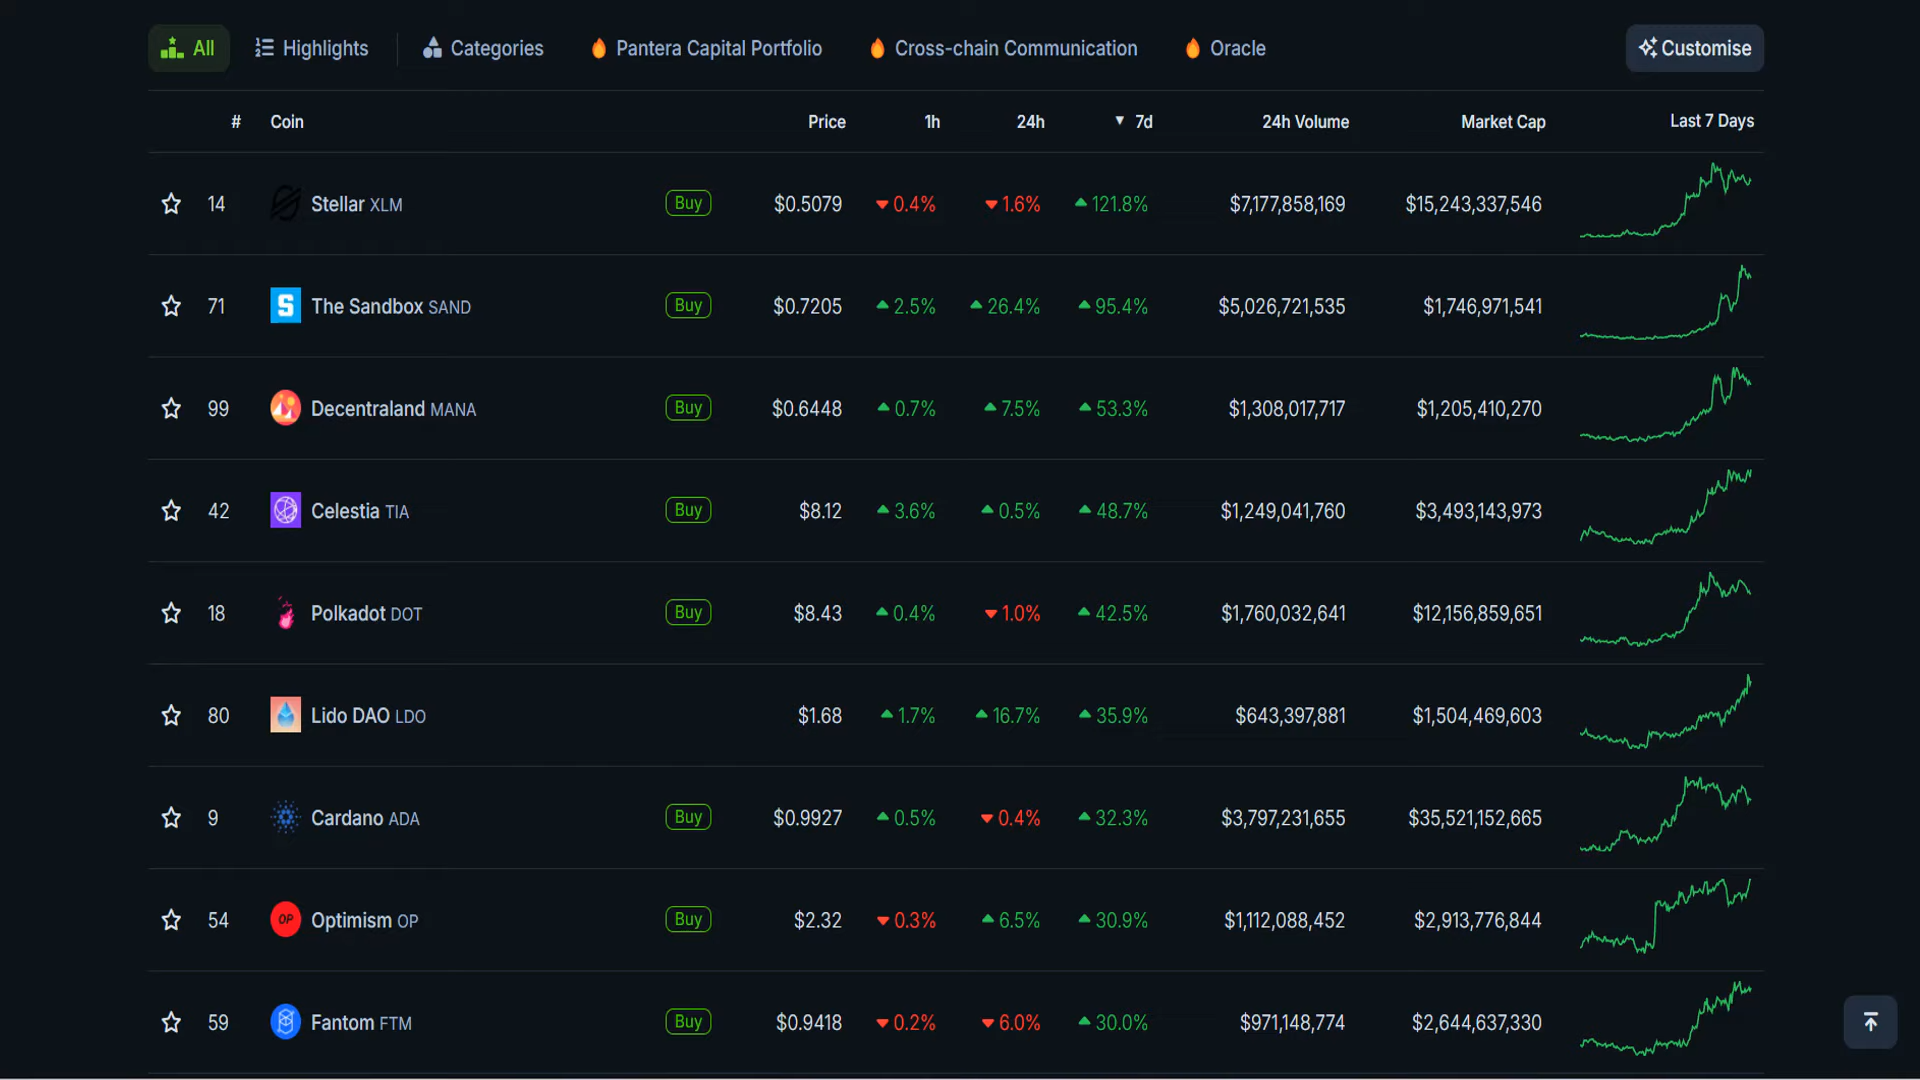 All Highlights Categories Pantera Capital Portfolio Cross-chain Communication Oracle Customise
# Coin Price 1h 24h ▼ 7d 24h Volume Market Cap Last 7 Days
14 Stellar XLM Buy $0.5079 ▼ 0.4% ▼ 1.6% ▲ 121.8% $7,177,858,169 $15,243,337,546
71 S The Sandbox SAND Buy $0.7205 ▲ 2.5% ▲ 26.4% ▲ 95.4% $5,026,721,535 $1,746,971,541
99 Decentraland MANA Buy $0.6448 ▲ 0.7% ▲ 7.5% ▲ 53.3% $1,308,017,717 $1,205,410,270
42 Celestia TIA Buy $8.12 ▲ 3.6% ▲ 0.5% ▲ 48.7% $1,249,041,760 $3,493,143,973
18 Polkadot DOT Buy $8.43 ▲ 0.4% ▼ 1.0% ▲ 42.5% $1,760,032,641 $12,156,859,651
80 Lido DAO LDO $1.68 ▲ 1.7% ▲ 16.7% ▲ 35.9% $643,397,881 $1,504,469,603
9 Cardano ADA Buy $0.9927 ▲ 0.5% ▼ 0.4% ▲ 32.3% $3,797,231,655 $35,521,152,665
54 OP Optimism OP Buy $2.32 ▼ 0.3% ▲ 6.5% ▲ 30.9% $1,112,088,452 $2,913,776,844
59 Fantom FTM Buy $0.9418 ▼ 0.2% ▼ 6.0% ▲ 30.0% $971,148,774 $2,644,637,330